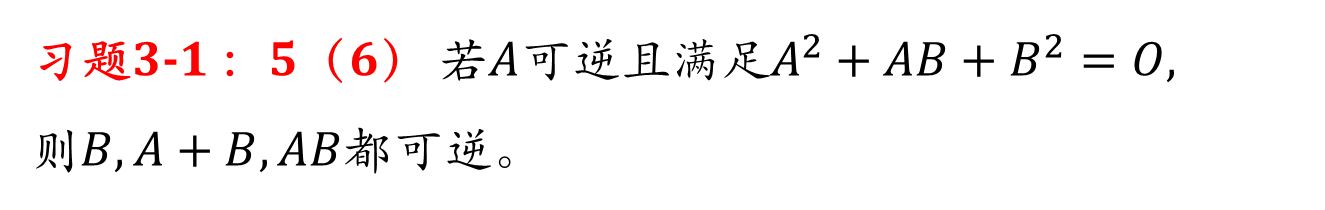 习题3-1：5（6）若A可逆且满足A² + AB + B² = O,
则B, A + B, AB都可逆。